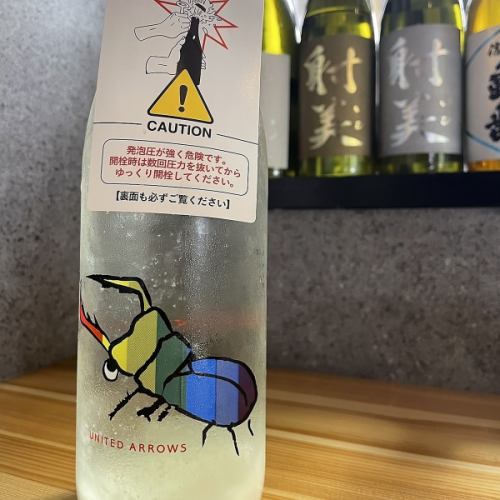 CAUTION
発泡圧が強く危険です。
開栓時は数回圧力を抜いてから
ゆっくり開栓してください。
【裏面も必ずご覧ください】
UNITED ARROWS
射美
射美